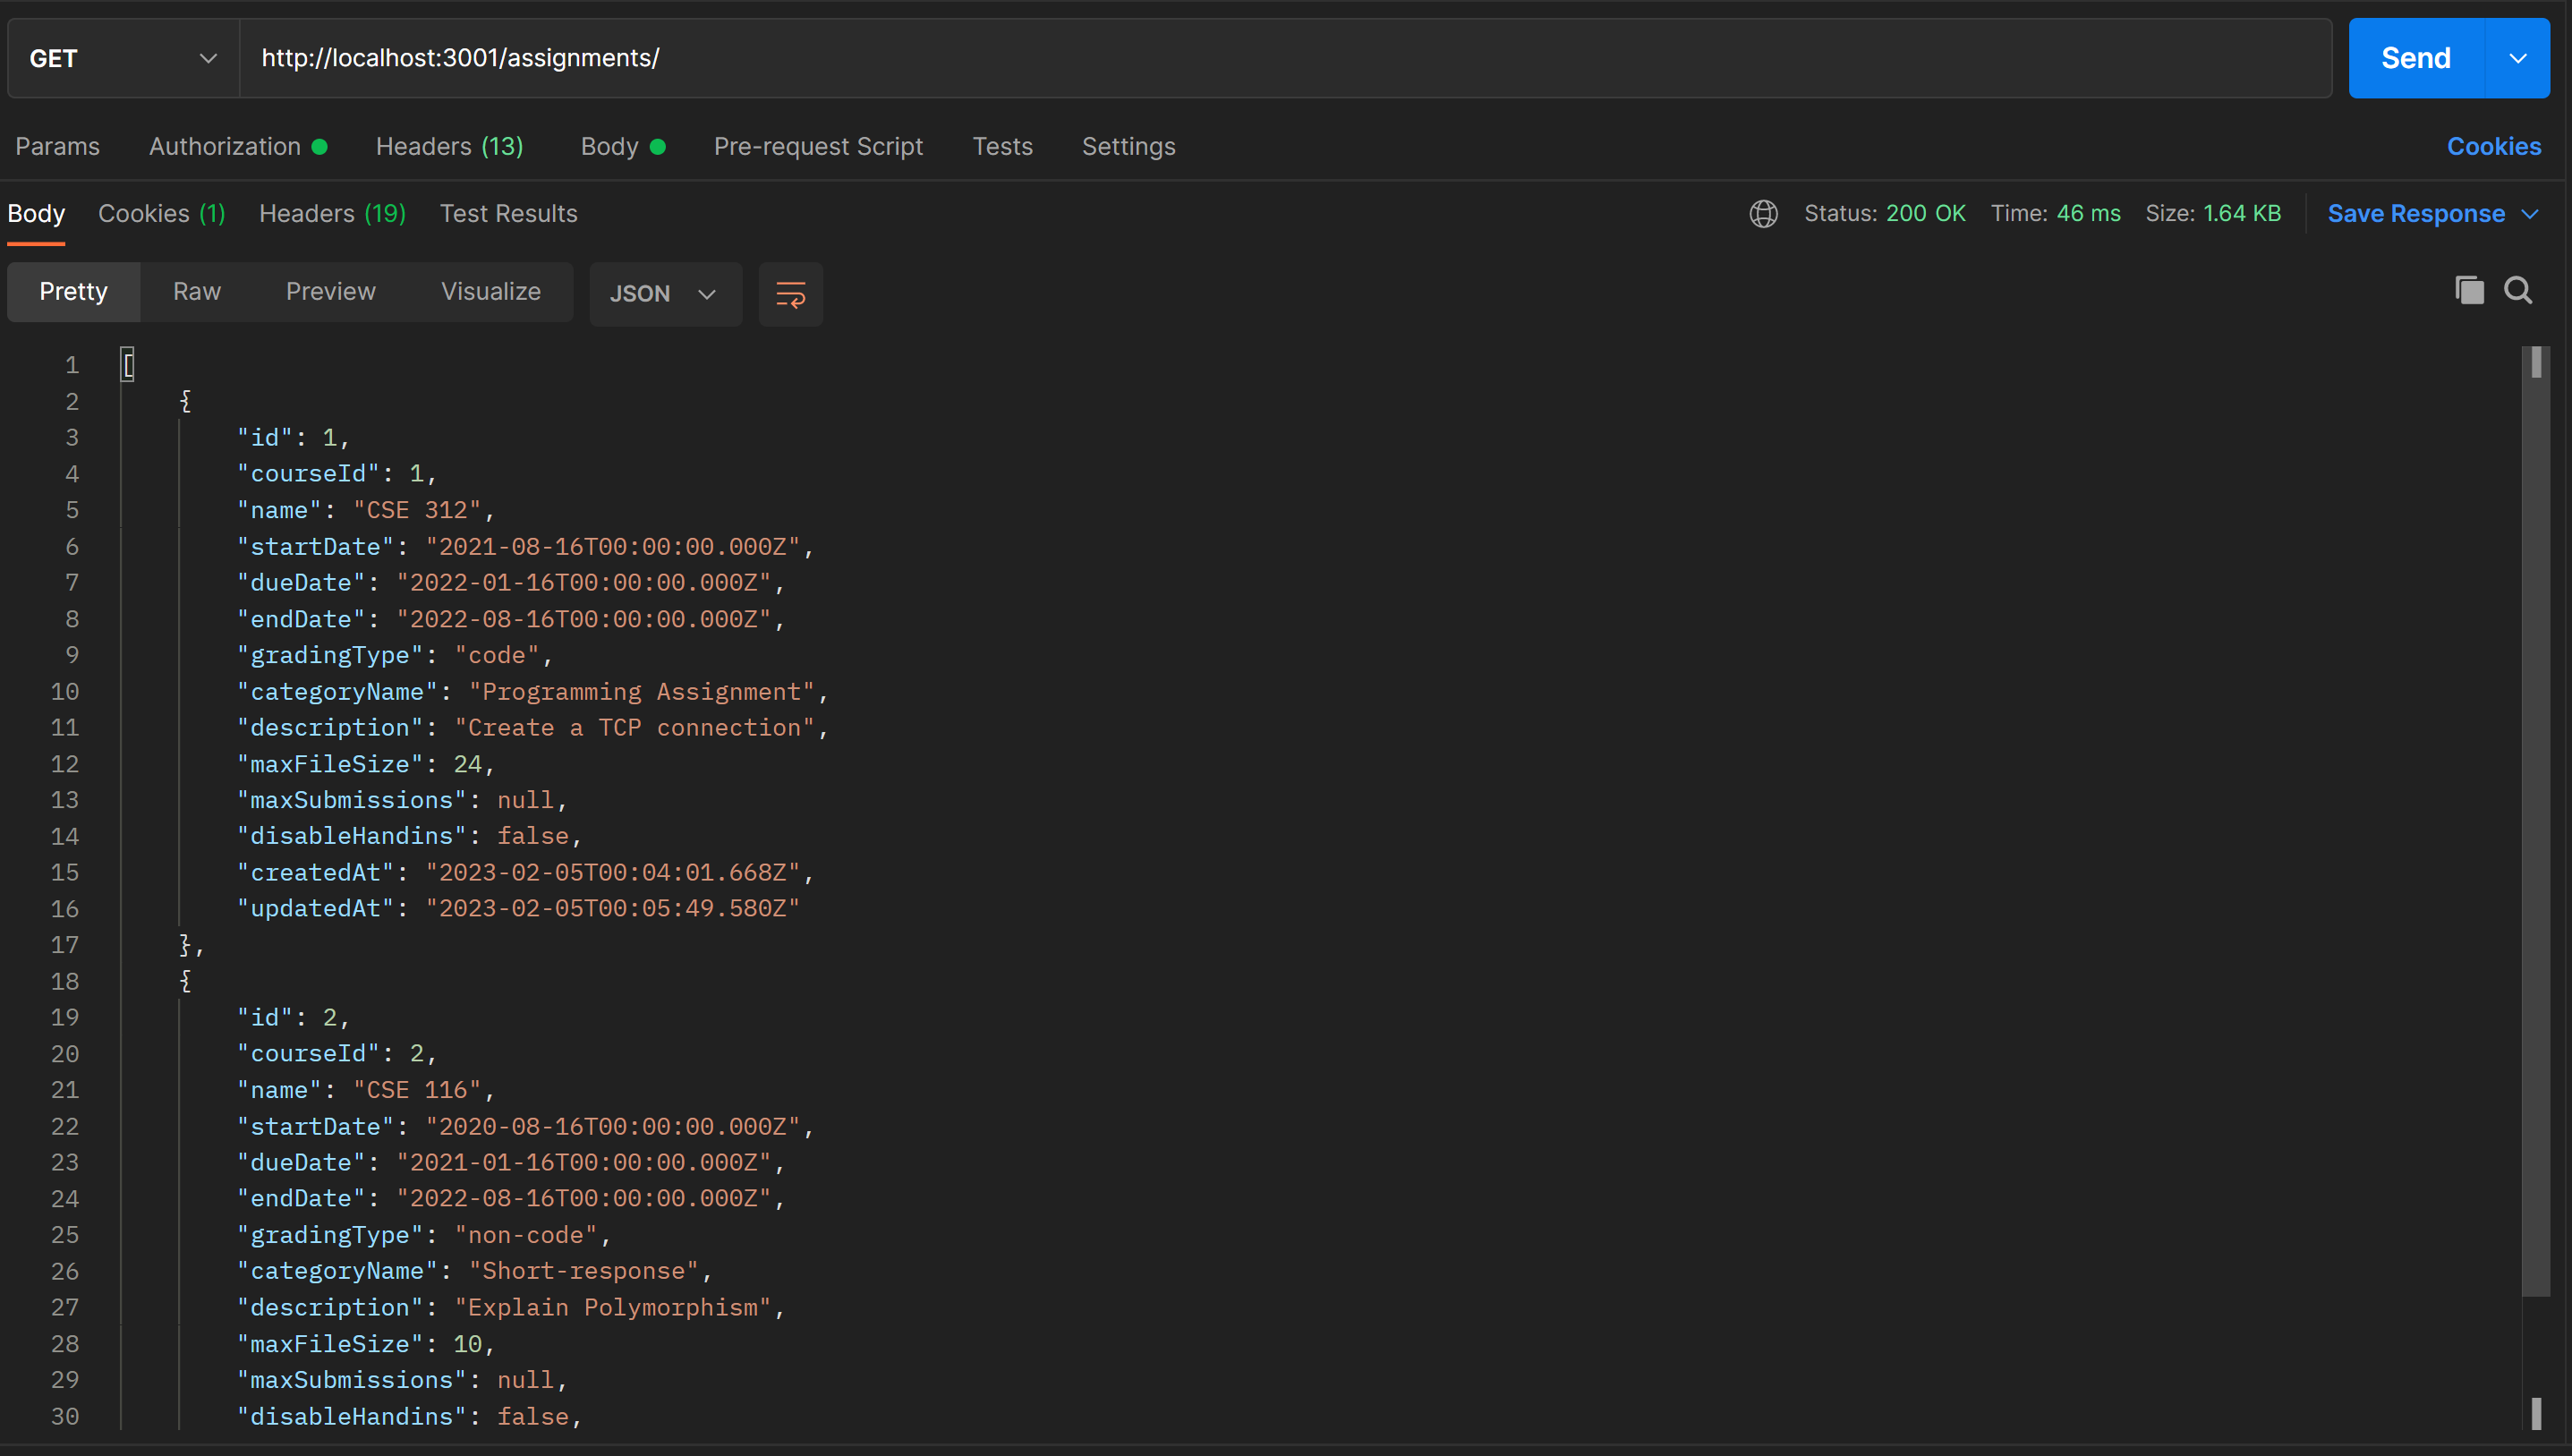 GET http://localhost:3001/assignments/ Send
Params Authorization Headers (13) Body Pre-request Script Tests Settings Cookies
Body Cookies (1) Headers (19) Test Results Status: 200 OK Time: 46 ms Size: 1.64 KB Save Response
Pretty Raw Preview Visualize JSON
1 [
2 {
3 "id": 1,
4 "courseId": 1,
5 "name": "CSE 312",
6 "startDate": "2021-08-16T00:00:00.000Z",
7 "dueDate": "2022-01-16T00:00:00.000Z",
8 "endDate": "2022-08-16T00:00:00.000Z",
9 "gradingType": "code",
10 "categoryName": "Programming Assignment",
11 "description": "Create a TCP connection",
12 "maxFileSize": 24,
13 "maxSubmissions": null,
14 "disableHandins": false,
15 "createdAt": "2023-02-05T00:04:01.668Z",
16 "updatedAt": "2023-02-05T00:05:49.580Z"
17 },
18 {
19 "id": 2,
20 "courseId": 2,
21 "name": "CSE 116",
22 "startDate": "2020-08-16T00:00:00.000Z",
23 "dueDate": "2021-01-16T00:00:00.000Z",
24 "endDate": "2022-08-16T00:00:00.000Z",
25 "gradingType": "non-code",
26 "categoryName": "Short-response",
27 "description": "Explain Polymorphism",
28 "maxFileSize": 10,
29 "maxSubmissions": null,
30 "disableHandins": false,